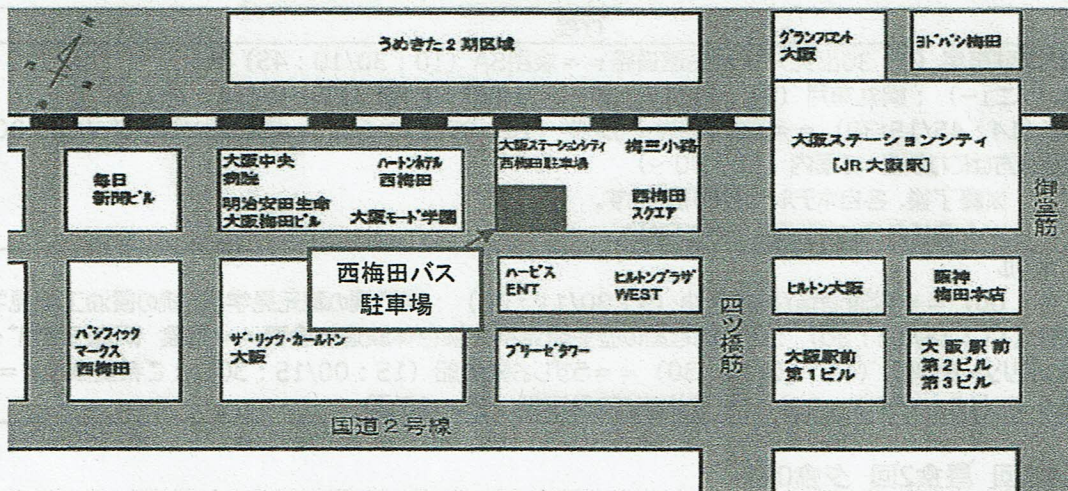 うめきた２期区域
グランフロント
大阪
ヨドバシ梅田
大阪ステーションシティ
[JR 大阪駅]
大阪ステーションシティ
西梅田駐車場
梅三小路
西梅田
スクエア
毎日
新聞ビル
大阪中央
病院
ハートンホテル
西梅田
明治安田生命
大阪梅田ビル
大阪モード学園
御堂筋
西梅田バス
駐車場
ハービス
ENT
ヒルトンプラザ
WEST
ヒルトン大阪
阪神
梅田本店
四ツ橋筋
パシフィック
マークス
西梅田
ザ・リッツ・カールトン
大阪
ブリーゼタワー
大阪駅前
第１ビル
大阪駅前
第２ビル
第３ビル
国道２号線